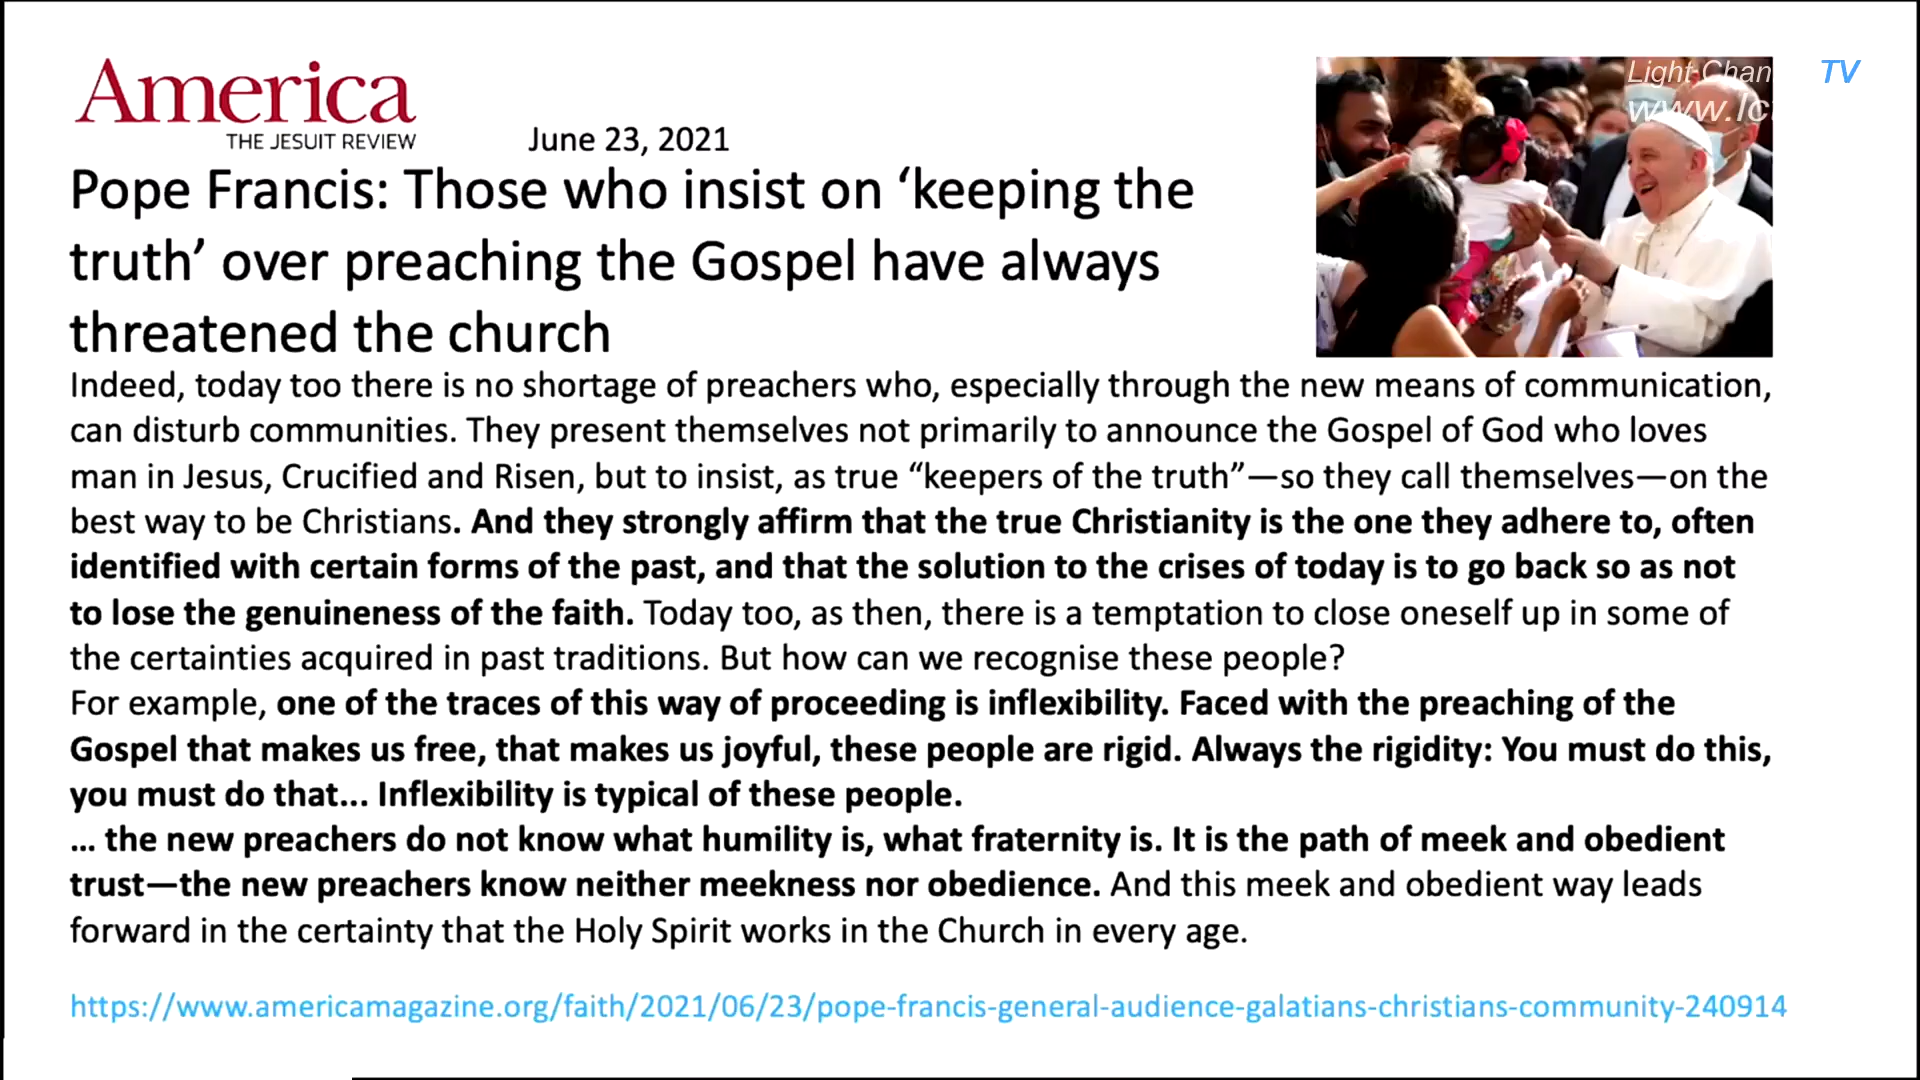 America
THE JESUIT REVIEW
June 23, 2021
Light Chan TV
www.lc
Pope Francis: Those who insist on ‘keeping the
truth’ over preaching the Gospel have always
threatened the church
Indeed, today too there is no shortage of preachers who, especially through the new means of communication,
can disturb communities. They present themselves not primarily to announce the Gospel of God who loves
man in Jesus, Crucified and Risen, but to insist, as true “keepers of the truth”—so they call themselves—on the
best way to be Christians. And they strongly affirm that the true Christianity is the one they adhere to, often
identified with certain forms of the past, and that the solution to the crises of today is to go back so as not
to lose the genuineness of the faith. Today too, as then, there is a temptation to close oneself up in some of
the certainties acquired in past traditions. But how can we recognise these people?
For example, one of the traces of this way of proceeding is inflexibility. Faced with the preaching of the
Gospel that makes us free, that makes us joyful, these people are rigid. Always the rigidity: You must do this,
you must do that... Inflexibility is typical of these people.
... the new preachers do not know what humility is, what fraternity is. It is the path of meek and obedient
trust—the new preachers know neither meekness nor obedience. And this meek and obedient way leads
forward in the certainty that the Holy Spirit works in the Church in every age.
https://www.americamagazine.org/faith/2021/06/23/pope-francis-general-audience-galatians-christians-community-240914